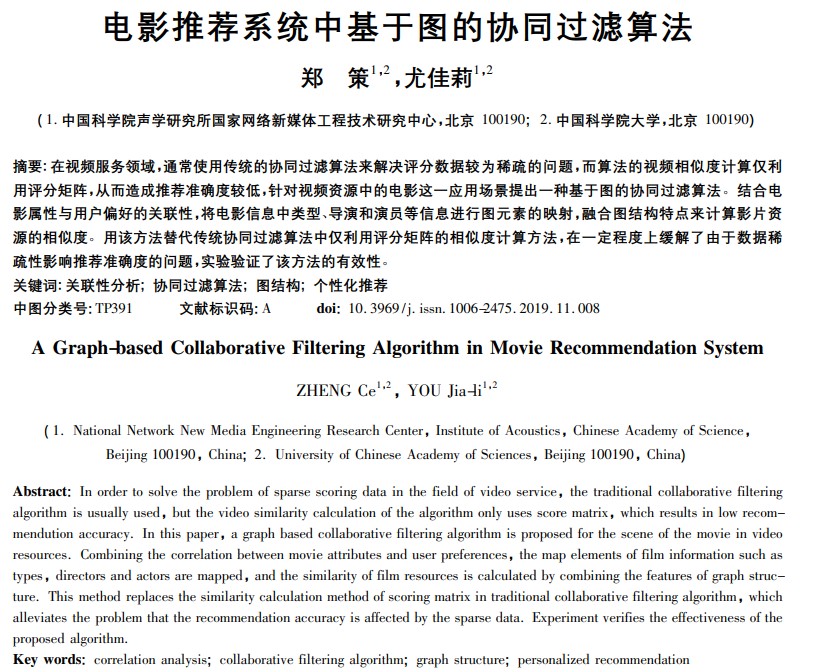 电影推荐系统中基于图的协同过滤算法
郑 策1,2,尤佳莉1,2
(1. 中国科学院声学研究所国家网络新媒体工程技术研究中心,北京 100190; 2. 中国科学院大学,北京 100190)
摘要:在视频服务领域,通常使用传统的协同过滤算法来解决评分数据较为稀疏的问题,而算法的视频相似度计算仅利
用评分矩阵,从而造成推荐准确度较低,针对视频资源中的电影这一应用场景提出一种基于图的协同过滤算法。结合电
影属性与用户偏好的关联性,将电影信息中类型、导演和演员等信息进行图元素的映射,融合图结构特点来计算影片资
源的相似度。用该方法替代传统协同过滤算法中仅利用评分矩阵的相似度计算方法,在一定程度上缓解了由于数据稀
疏性影响推荐准确度的问题,实验验证了该方法的有效性。
关键词:关联性分析; 协同过滤算法; 图结构; 个性化推荐
中图分类号:TP391 文献标识码:A doi: 10.3969/j.issn.1006-2475.2019.11.008
A Graph-based Collaborative Filtering Algorithm in Movie Recommendation System
ZHENG Ce1,2, YOU Jia-li1,2
(1. National Network New Media Engineering Research Center, Institute of Acoustics, Chinese Academy of Science,
Beijing 100190, China; 2. University of Chinese Academy of Sciences, Beijing 100190, China)
Abstract: In order to solve the problem of sparse scoring data in the field of video service, the traditional collaborative filtering
algorithm is usually used, but the video similarity calculation of the algorithm only uses score matrix, which results in low recom-
mendution accuracy. In this paper, a graph based collaborative filtering algorithm is proposed for the scene of the movie in video
resources. Combining the correlation between movie attributes and user preferences, the map elements of film information such as
types, directors and actors are mapped, and the similarity of film resources is calculated by combining the features of graph struc-
ture. This method replaces the similarity calculation method of scoring matrix in traditional collaborative filtering algorithm, which
alleviates the problem that the recommendation accuracy is affected by the sparse data. Experiment verifies the effectiveness of the
proposed algorithm.
Key words: correlation analysis; collaborative filtering algorithm; graph structure; personalized recommendation